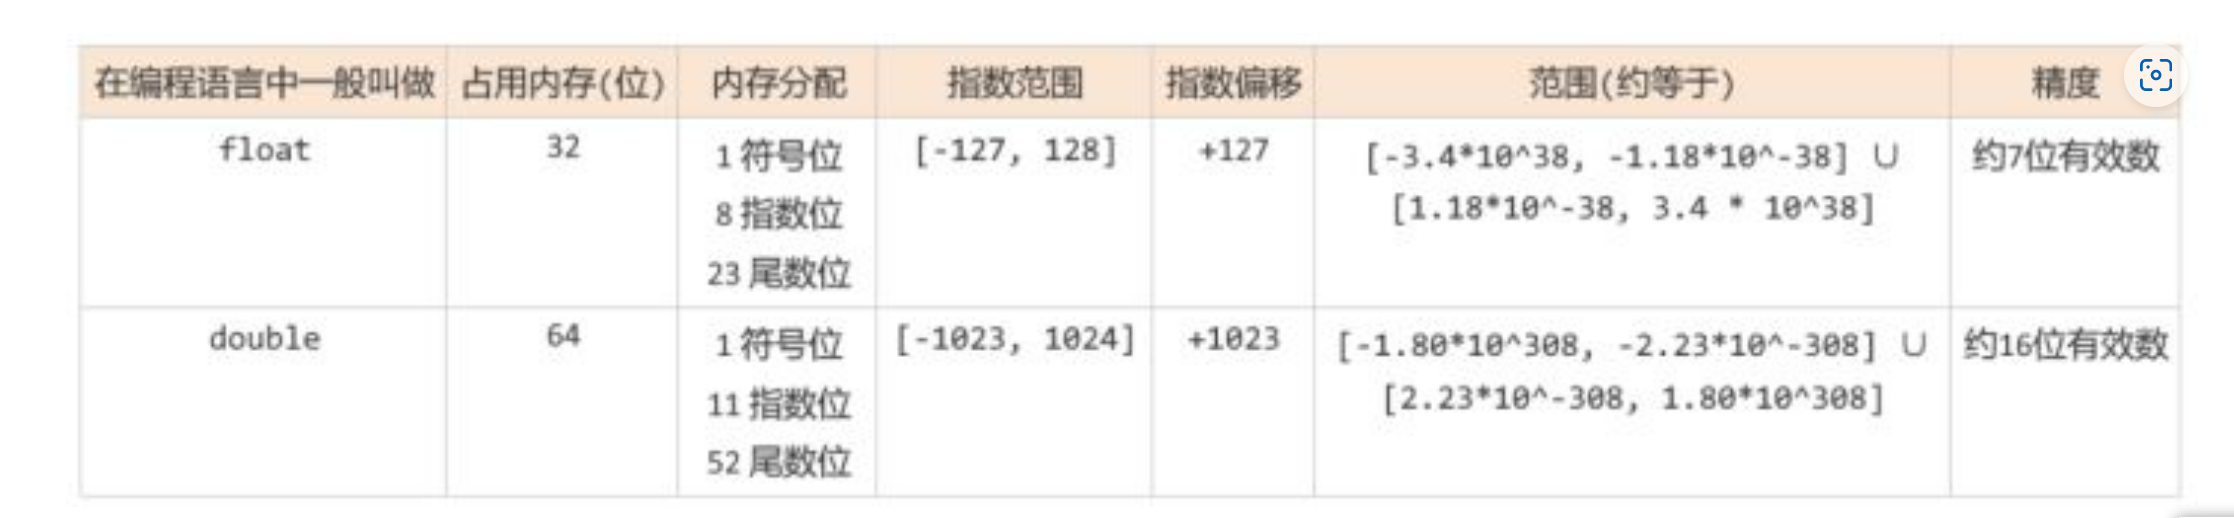 在编程语言中一般叫做 占用内存(位) 内存分配 指数范围 指数偏移 范围(约等于) 精度
float 32 1 符号位 [-127, 128] +127 [-3.4*10^38, -1.18*10^-38] ∪ 约7位有效数
8 指数位 [1.18*10^-38, 3.4 * 10^38]
23 尾数位
double 64 1 符号位 [-1023, 1024] +1023 [-1.80*10^308, -2.23*10^-308] ∪ 约16位有效数
11 指数位 [2.23*10^-308, 1.80*10^308]
52 尾数位